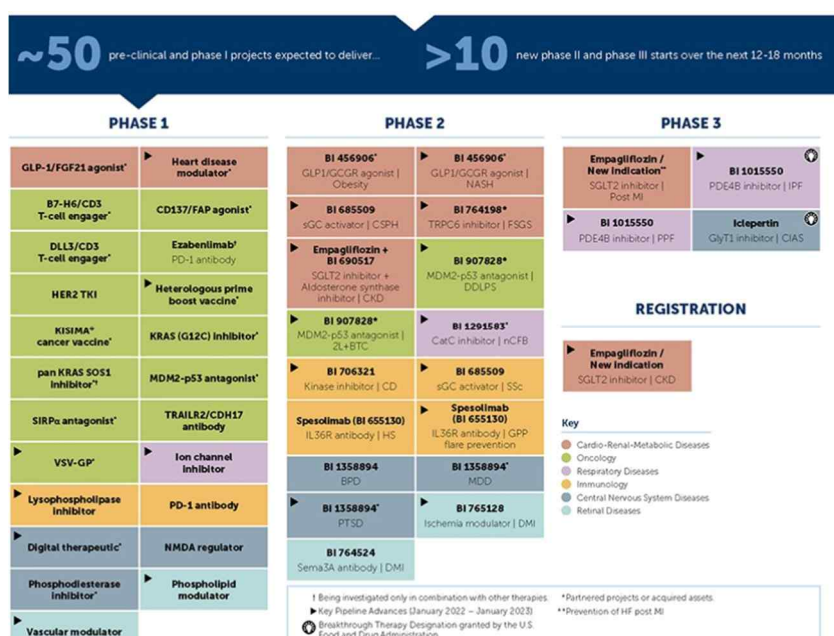 ~50 pre-clinical and phase I projects expected to deliver... >10 new phase II and phase III starts over the next 12-18 months
PHASE 1
GLP-1/FGF21 agonist*
Heart disease
modulator*
B7-H6/CD3
T-cell engager*
CD137/FAP agonist*
DLL3/CD3
T-cell engager*
Ezabenlimab†
PD-1 antibody
HER2 TKI
Heterologous prime
boost vaccine*
KISIMA*
cancer vaccine*
KRAS (G12C) inhibitor*
pan KRAS SOS1
inhibitor*†
MDM2-p53 antagonist*
SIRPα antagonist*
TRAILR2/CDH17
antibody
VSV-GP*
Ion channel
inhibitor
Lysophospholipase
inhibitor
PD-1 antibody
Digital therapeutic*
NMDA regulator
Phosphodiesterase
inhibitor*
Phospholipid
modulator
Vascular modulator
PHASE 2
BI 456906*
GLP1/GCGR agonist |
Obesity
BI 456906*
GLP1/GCGR agonist |
NASH
BI 685509
sGC activator | CSPH
BI 764198*
TRPC6 inhibitor | FSGS
Empagliflozin +
BI 690517
SGLT2 inhibitor +
Aldosterone synthase
inhibitor | CKD
BI 907828*
MDM2-p53 antagonist |
DDLPS
BI 907828*
MDM2-p53 antagonist |
2L+BTC
BI 1291583*
CatC inhibitor | nCFB
BI 706321
Kinase inhibitor | CD
BI 685509
sGC activator | SSc
Spesolimab (BI 655130)
IL36R antibody | HS
Spesolimab
(BI 655130)
IL36R antibody | GPP
flare prevention
BI 1358894
BPD
BI 1358894*
MDD
BI 1358894*
PTSD
BI 765128
Ischemia modulator | DMI
BI 764524
Sema3A antibody | DMI
PHASE 3
Empagliflozin /
New indication**
SGLT2 inhibitor |
Post MI
BI 1015550
PDE4B inhibitor | IPF
BI 1015550
PDE4B inhibitor | PPF
Iclepertin
GlyT1 inhibitor | CIAS
REGISTRATION
Empagliflozin /
New indication
SGLT2 inhibitor | CKD
Key
Cardio-Renal-Metabolic Diseases
Oncology
Respiratory Diseases
Immunology
Central Nervous System Diseases
Retinal Diseases
† Being investigated only in combination with other therapies. *Partnered projects or acquired assets.
Key Pipeline Advances (January 2022 – January 2023) **Prevention of HF post MI
Breakthrough Therapy Designation granted by the U.S.
Food and Drug Administration